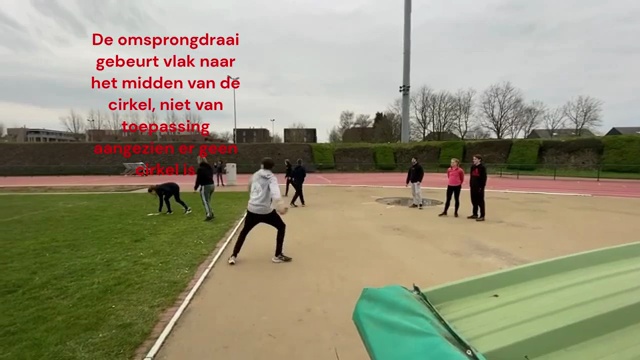 De omsprongdraai
gebeurt vlak naar
het midden van de
cirkel, niet van
toepassing
aangezien er geen
cirkel is